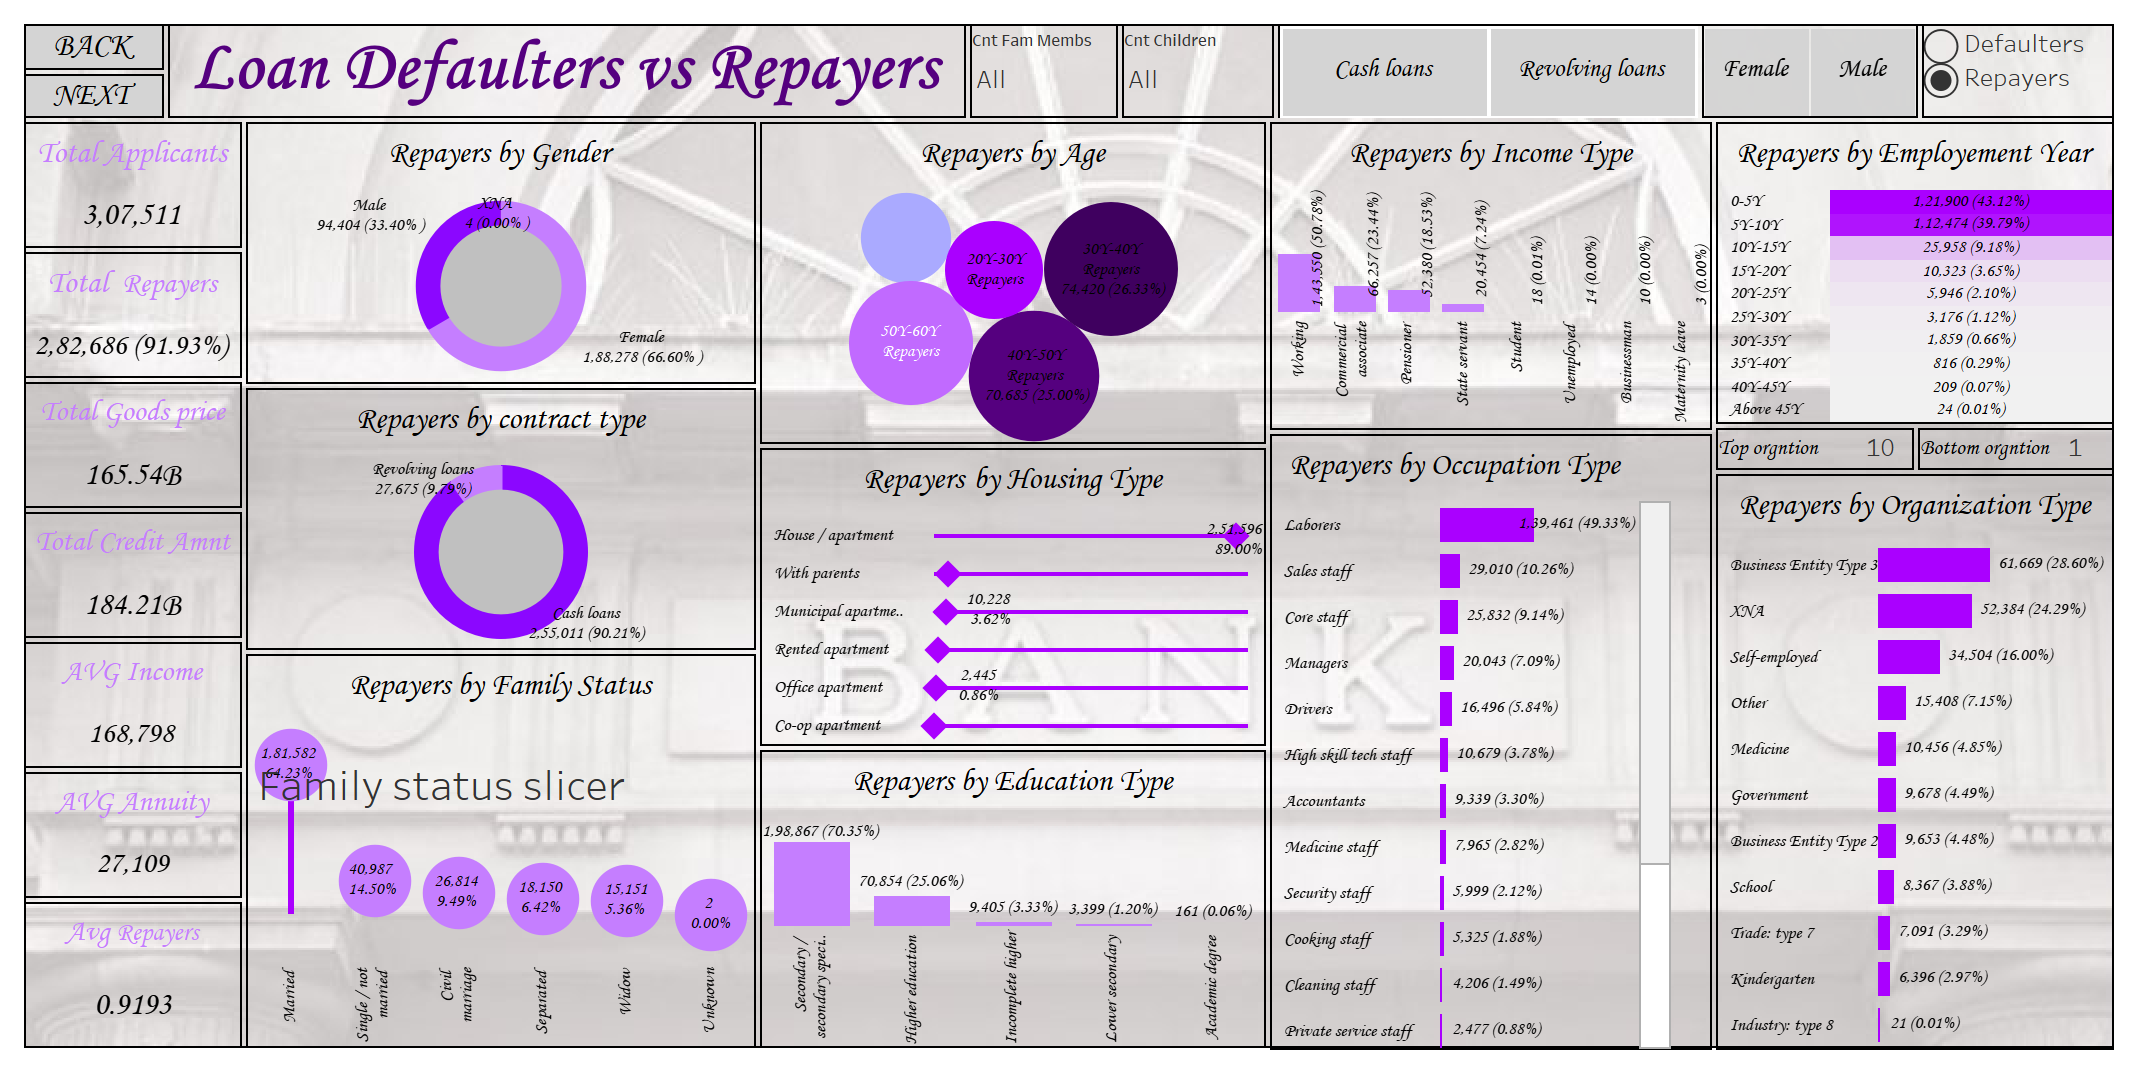 BACK
NEXT
Loan Defaulters vs Repayers
Cnt Fam Membs
All
Cnt Children
All
Cash loans
Revolving loans
Female
Male
Defaulters
Repayers
Total Applicants
3,07,511
Total Repayers
2,82,686 (91.93%)
Total Goods price
165.54B
Total Credit Amnt
184.21B
AVG Income
168,798
AVG Annuity
27,109
Avg Repayers
0.9193
Repayers by Gender
Male
94,404 (33.40% )
XNA
4 (0.00% )
Female
1,88,278 (66.60% )
Repayers by contract type
Revolving loans
27,675 (9.79%)
Cash loans
2,55,011 (90.21%)
Repayers by Family Status
1,81,582
64.23%
Family status slicer
40,987
14.50%
26,814
9.49%
18,150
6.42%
15,151
5.36%
2
0.00%
Married
Single / not
married
Civil
marriage
Separated
Widow
Unknown
Repayers by Age
20Y-30Y
Repayers
30Y-40Y
Repayers
74,420 (26.33%)
50Y-60Y
Repayers
40Y-50Y
Repayers
70,685 (25.00%)
Repayers by Housing Type
House / apartment
2,51,596
89.00%
With parents
Municipal apartme..
10,228
3.62%
Rented apartment
Office apartment
2,445
0.86%
Co-op apartment
Repayers by Education Type
1,98,867 (70.35%)
70,854 (25.06%)
9,405 (3.33%)
3,399 (1.20%)
161 (0.06%)
Secondary /
secondary speci..
Higher education
Incomplete higher
Lower secondary
Academic degree
Repayers by Income Type
1,43,550 (50.78%)
66,257 (23.44%)
52,380 (18.53%)
20,454 (7.24%)
18 (0.01%)
14 (0.00%)
10 (0.00%)
3 (0.00%)
Working
Commercial
associate
Pensioner
State servant
Student
Unemployed
Businessman
Maternity leave
Repayers by Occupation Type
Laborers
1,39,461 (49.33%)
Sales staff
29,010 (10.26%)
Core staff
25,832 (9.14%)
Managers
20,043 (7.09%)
Drivers
16,496 (5.84%)
High skill tech staff
10,679 (3.78%)
Accountants
9,339 (3.30%)
Medicine staff
7,965 (2.82%)
Security staff
5,999 (2.12%)
Cooking staff
5,325 (1.88%)
Cleaning staff
4,206 (1.49%)
Private service staff
2,477 (0.88%)
Repayers by Employement Year
0-5Y
1,21,900 (43.12%)
5Y-10Y
1,12,474 (39.79%)
10Y-15Y
25,958 (9.18%)
15Y-20Y
10,323 (3.65%)
20Y-25Y
5,946 (2.10%)
25Y-30Y
3,176 (1.12%)
30Y-35Y
1,859 (0.66%)
35Y-40Y
816 (0.29%)
40Y-45Y
209 (0.07%)
Above 45Y
24 (0.01%)
Top orgntion
10
Bottom orgntion
1
Repayers by Organization Type
Business Entity Type 3
61,669 (28.60%)
XNA
52,384 (24.29%)
Self-employed
34,504 (16.00%)
Other
15,408 (7.15%)
Medicine
10,456 (4.85%)
Government
9,678 (4.49%)
Business Entity Type 2
9,653 (4.48%)
School
8,367 (3.88%)
Trade: type 7
7,091 (3.29%)
Kindergarten
6,396 (2.97%)
Industry: type 8
21 (0.01%)
BANK